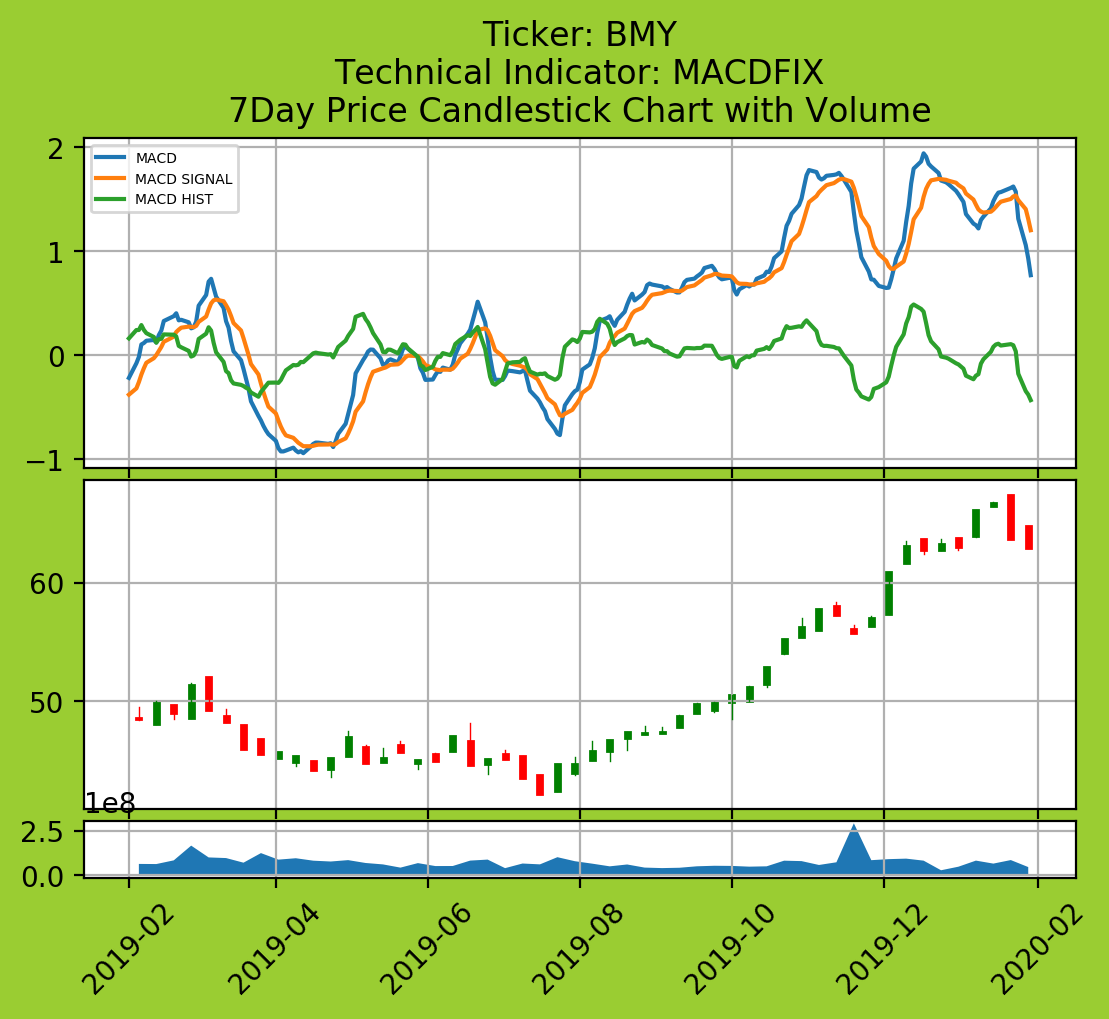 Ticker: BMY
Technical Indicator: MACDFIX
7Day Price Candlestick Chart with Volume
2
1
0
−1
MACD
MACD SIGNAL
MACD HIST
60
50
1e8
2.5
0.0
2019-02
2019-04
2019-06
2019-08
2019-10
2019-12
2020-02